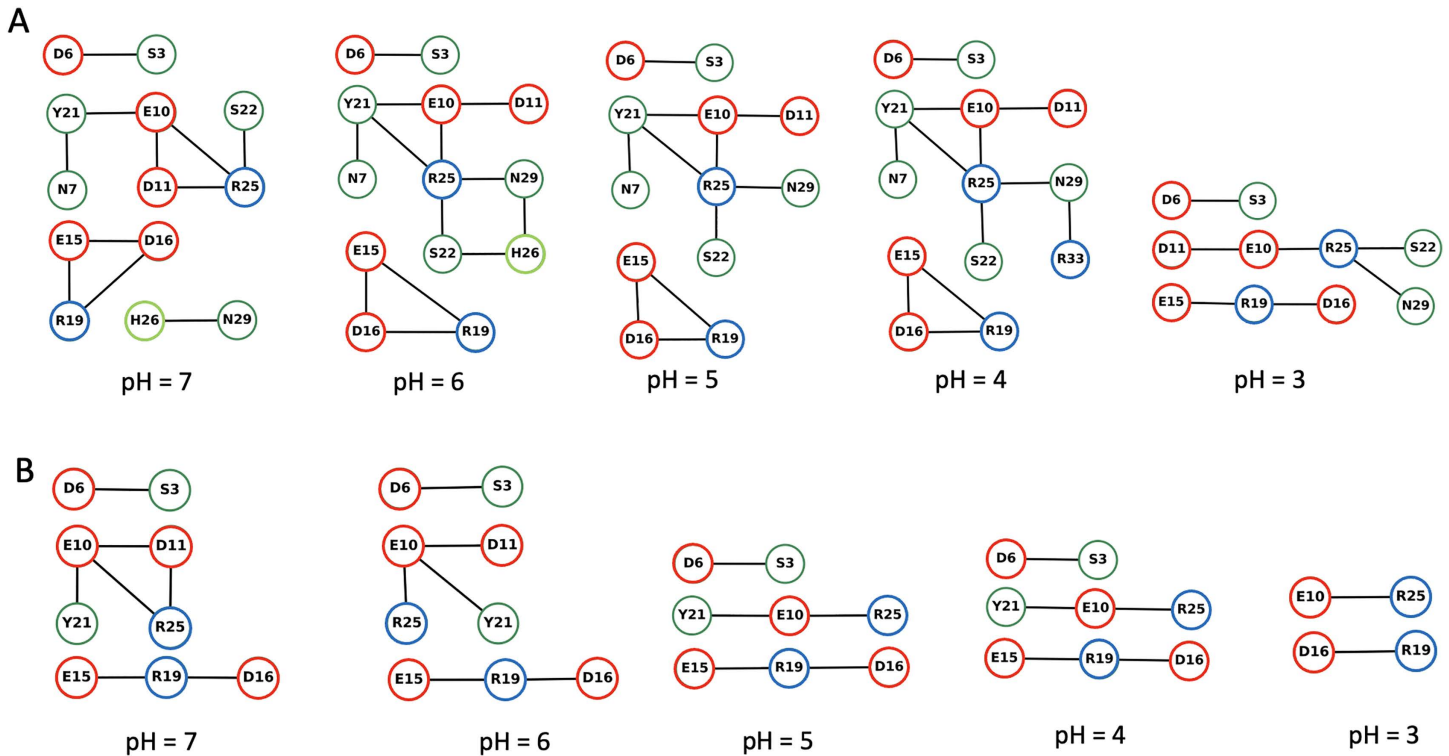 A
D6 S3 D6 S3 D6 S3 D6 S3
Y21 E10 S22 Y21 E10 D11 Y21 E10 D11 Y21 E10 D11
N7 D11 R25 N7 R25 N29 N7 R25 N29 N7 R25 N29 D6 S3
E15 D16 E15 S22 H26 E15 S22 E15 S22 R33 D11 E10 R25 S22
R19 H26 N29 D16 R19 D16 R19 D16 R19 E15 R19 D16 N29
pH = 7 pH = 6 pH = 5 pH = 4 pH = 3
B
D6 S3 D6 S3
E10 D11 E10 D11 D6 S3 D6 S3
Y21 R25 R25 Y21 Y21 E10 R25 Y21 E10 R25 E10 R25
E15 R19 D16 E15 R19 D16 E15 R19 D16 E15 R19 D16 D16 R19
pH = 7 pH = 6 pH = 5 pH = 4 pH = 3